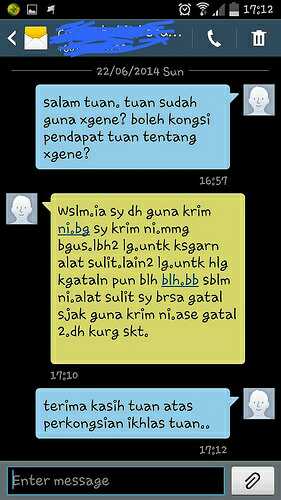 17:12
22/06/2014 Sun
salam tuan. tuan sudah
guna xgene? boleh kongsi
pendapat tuan tentang
xgene?
16:57
Wslm.ia sy dh guna krim
ni.bg sy krim ni.mmg
bgus.lbh2 lg.untk ksgarn
alat sulit.lain2 lg.untk hlg
kgataln pun blh blh.bb sblm
ni.alat sulit sy brsa gatal
sjak guna krim ni.ase gatal
2.dh kurg skt.
17:10
terima kasih tuan atas
perkongsian ikhlas tuan..
17:12
Enter message